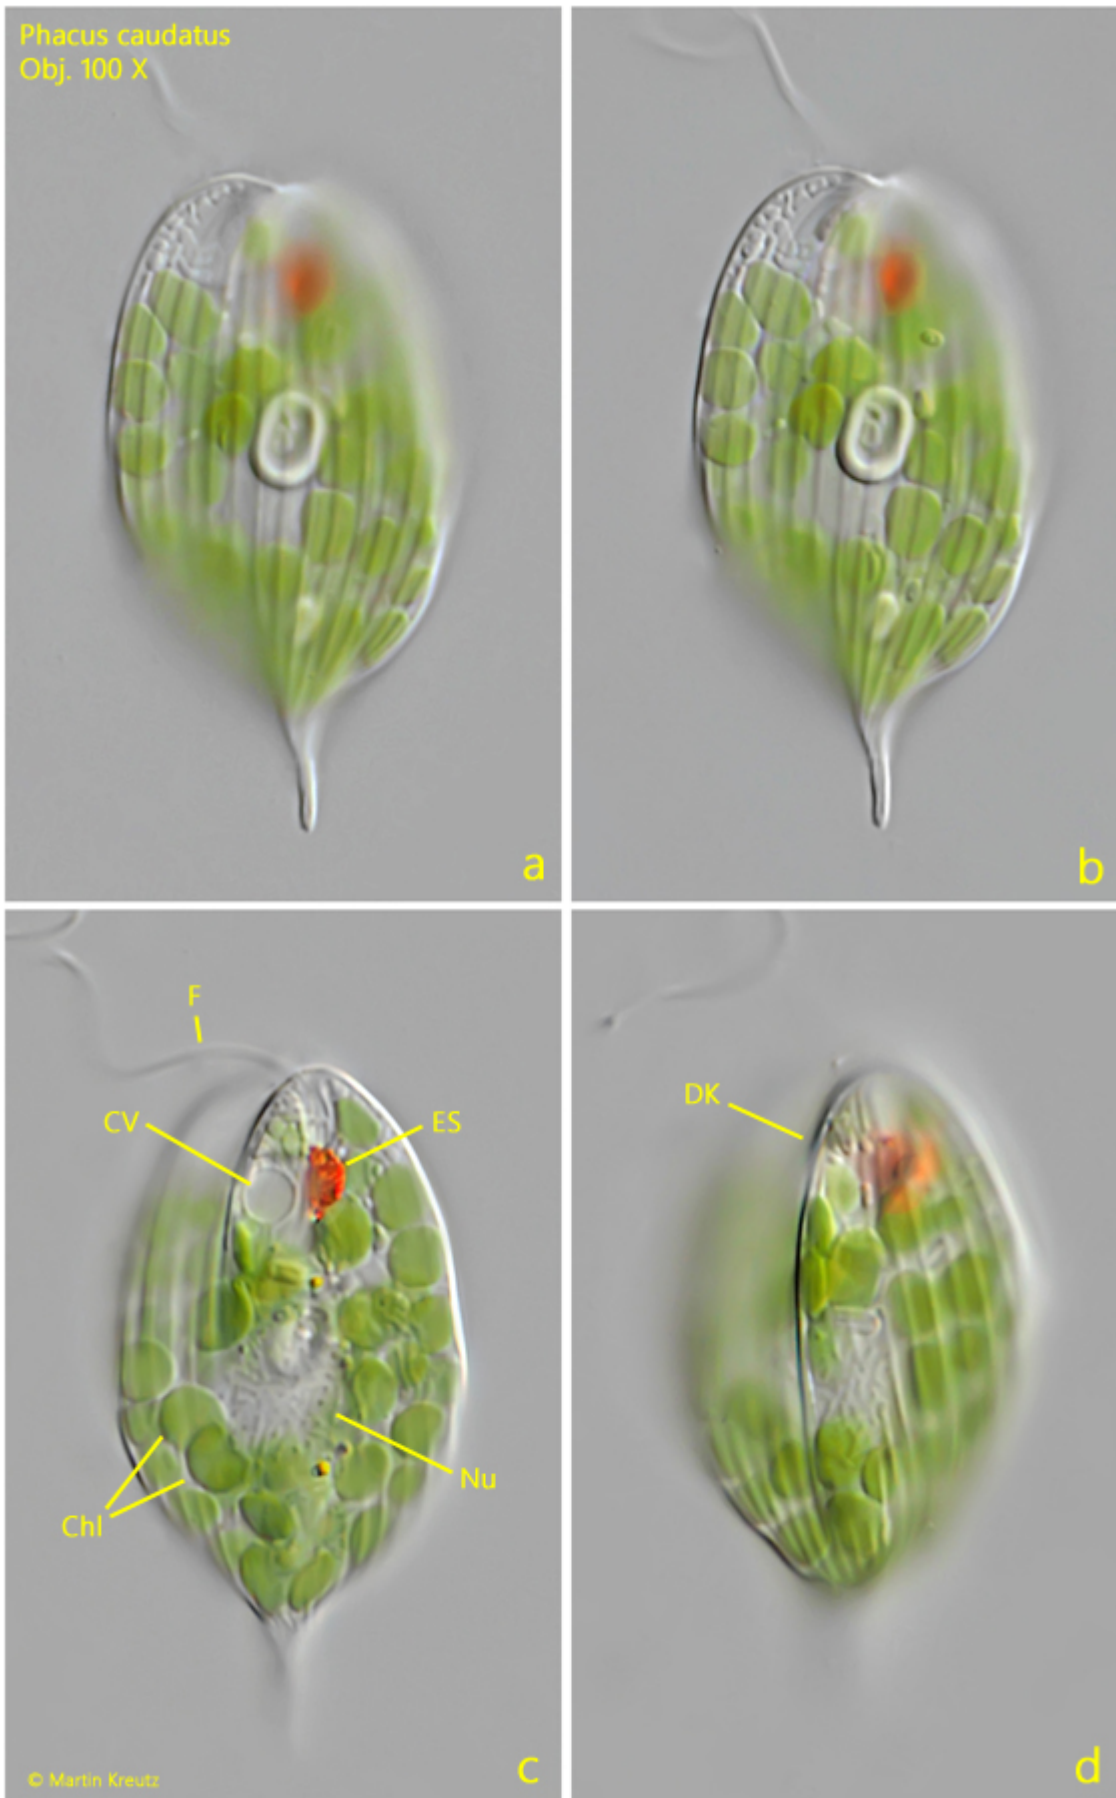 Phacus caudatus
Obj. 100 X
a
b
F
CV
ES
Chl
Nu
© Martin Kreutz
c
DK
d